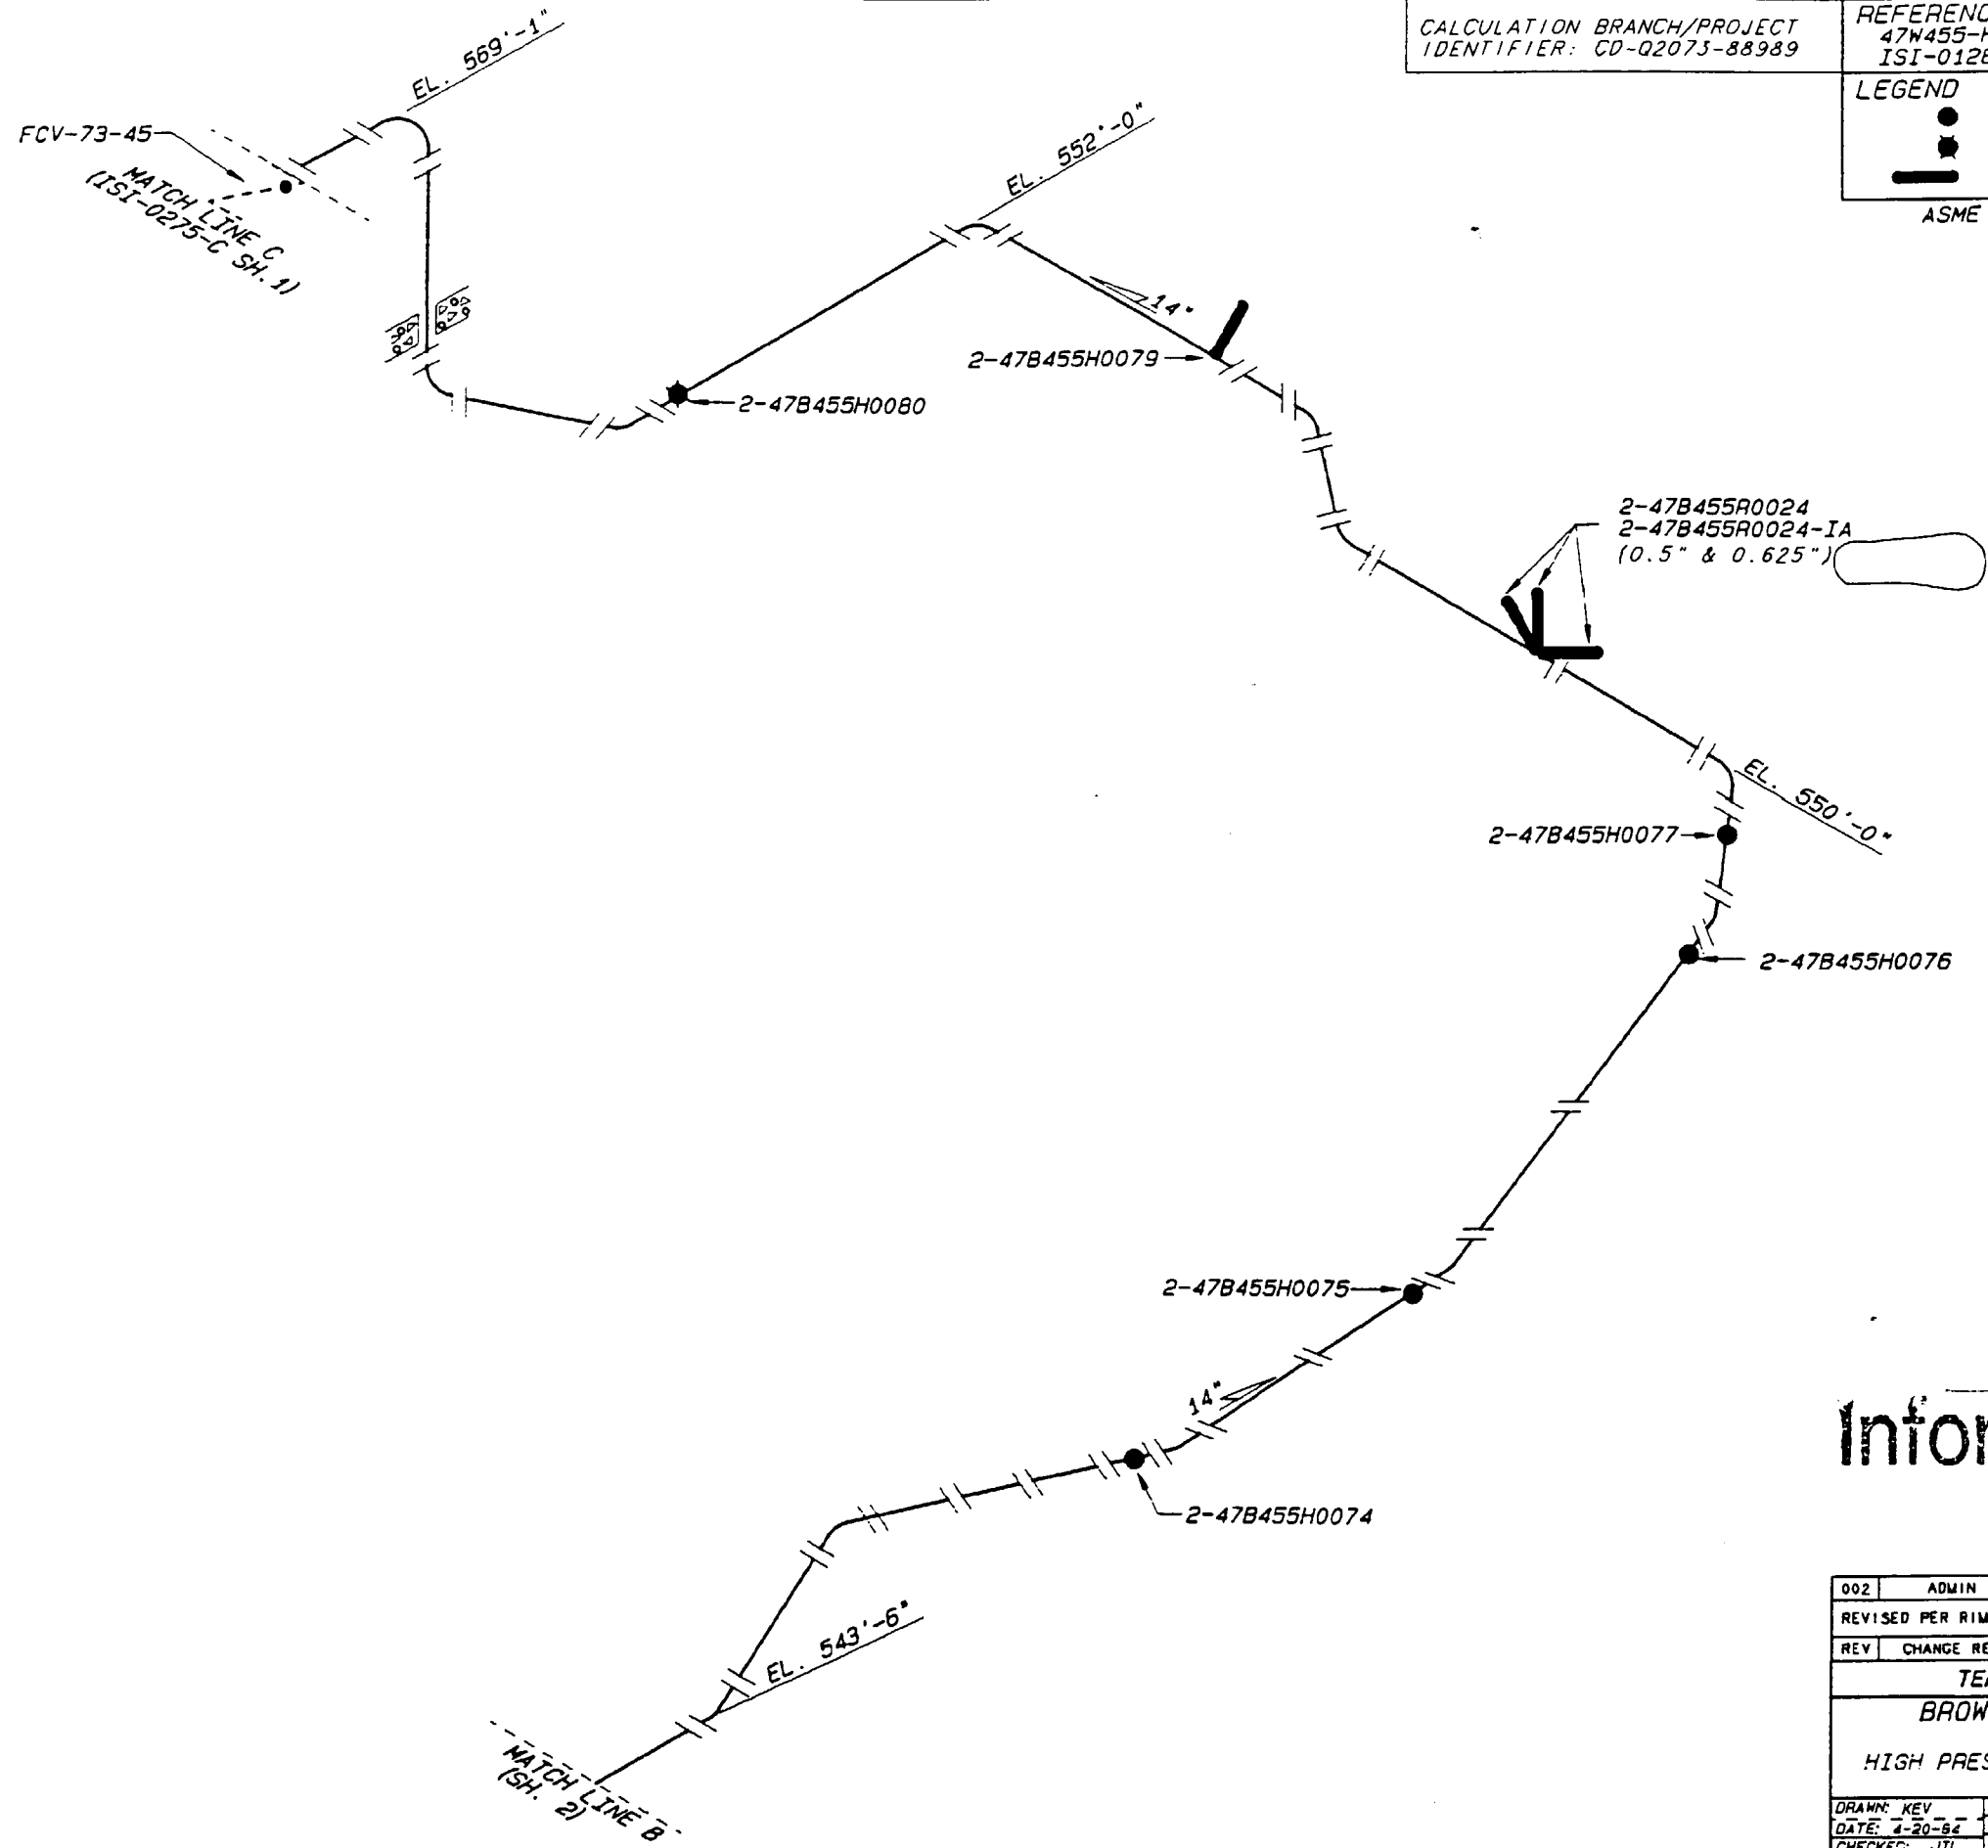 CALCULATION BRANCH/PROJECT
IDENTIFIER: CD-Q2073-88989
47W455-
ISI-012
LEGEND
ASME
EL. 569'-1"
FCV-73-45
MATCH LINE C
(ISI-0275-C SH. 1)
EL. 552'-0"
14"
2-47B455H0079
2-47B455H0080
2-47B455R0024
2-47B455R0024-IA
(0.5" & 0.625")
EL. 550'-0"
2-47B455H0077
2-47B455H0076
2-47B455H0075
14"
2-47B455H0074
EL. 543'-6"
MATCH LINE B
(SH. 2)
Infor
002 ADMIN
REVISED PER RIM
REV CHANGE RE
TE
BROW
HIGH PRES
DRAWN: KEV
DATE: 4-20-
CHECKED: JTL